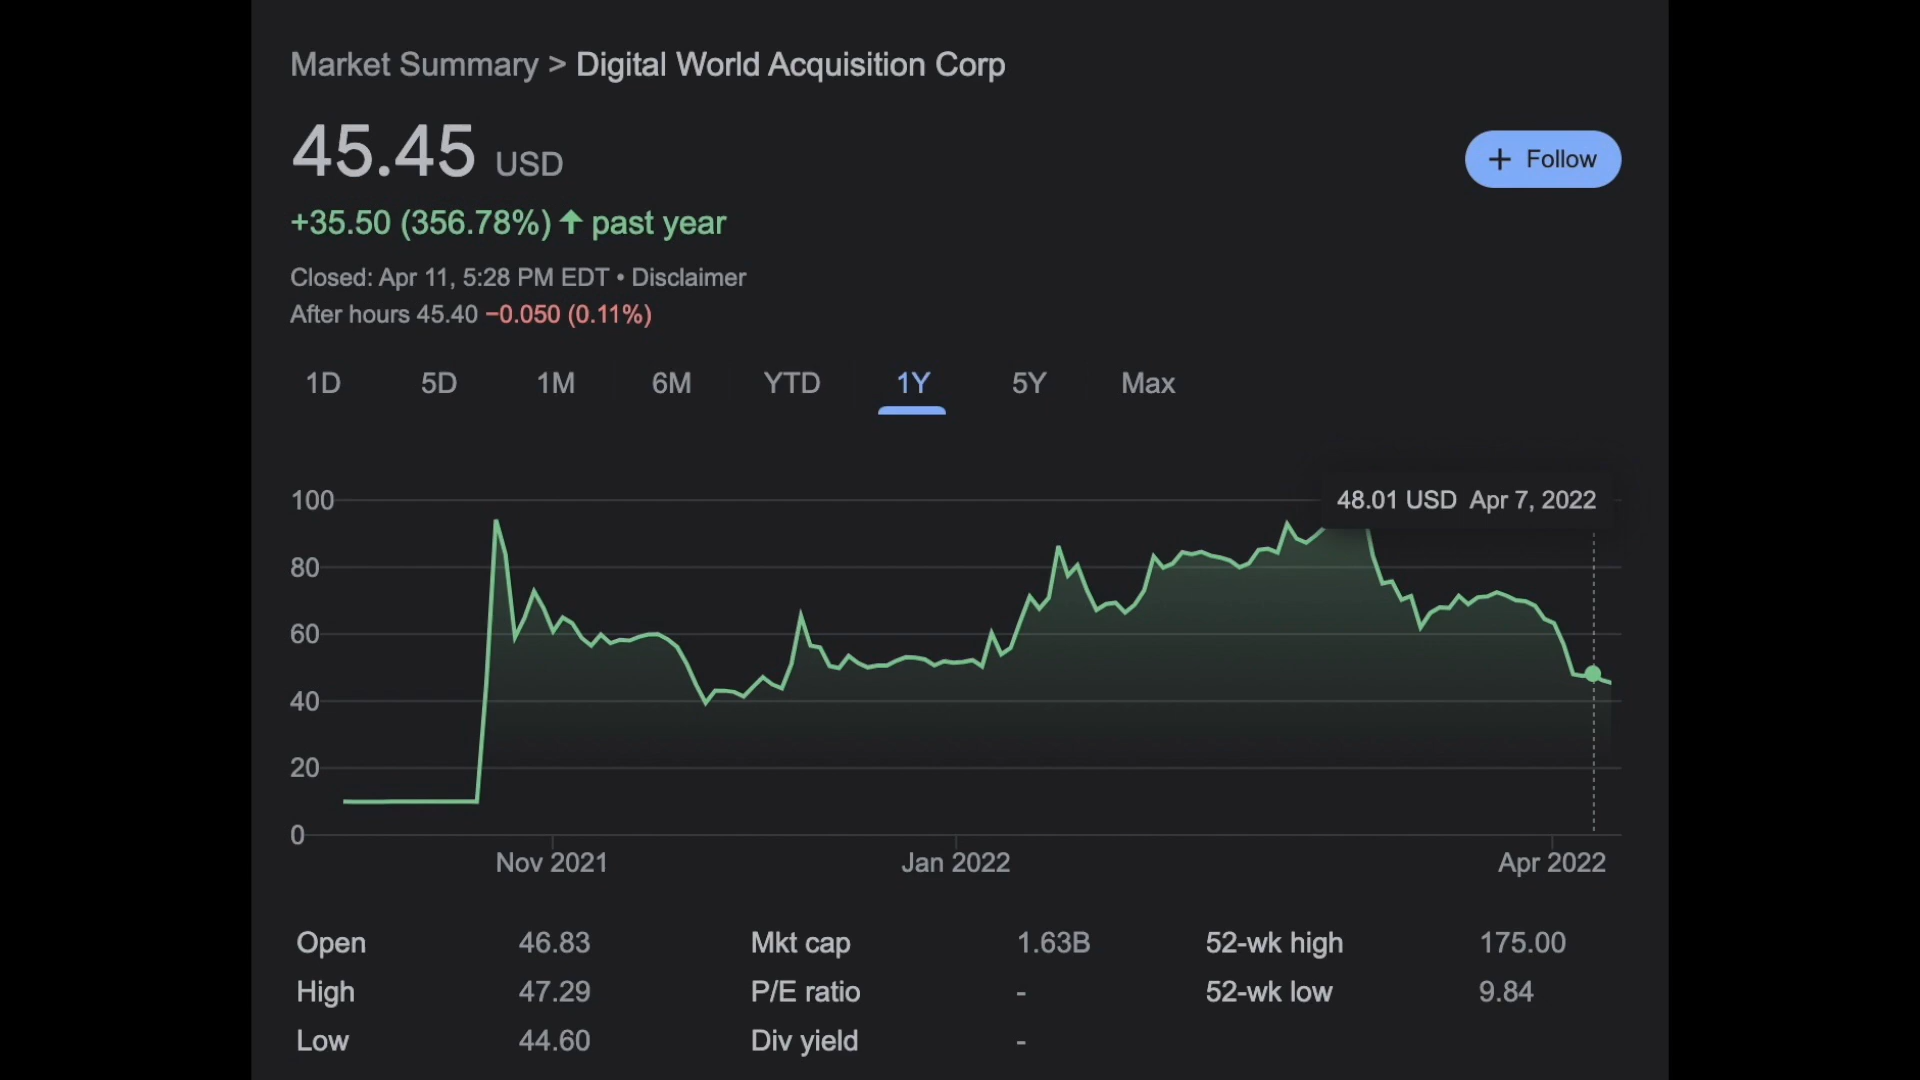 Market Summary > Digital World Acquisition Corp
45.45 USD
+ Follow
+35.50 (356.78%) ↑ past year
Closed: Apr 11, 5:28 PM EDT • Disclaimer
After hours 45.40 −0.050 (0.11%)
1D 5D 1M 6M YTD 1Y 5Y Max
48.01 USD Apr 7, 2022
100
80
60
40
20
0
Nov 2021 Jan 2022 Apr 2022
Open 46.83 Mkt cap 1.63B 52-wk high 175.00
High 47.29 P/E ratio - 52-wk low 9.84
Low 44.60 Div yield -